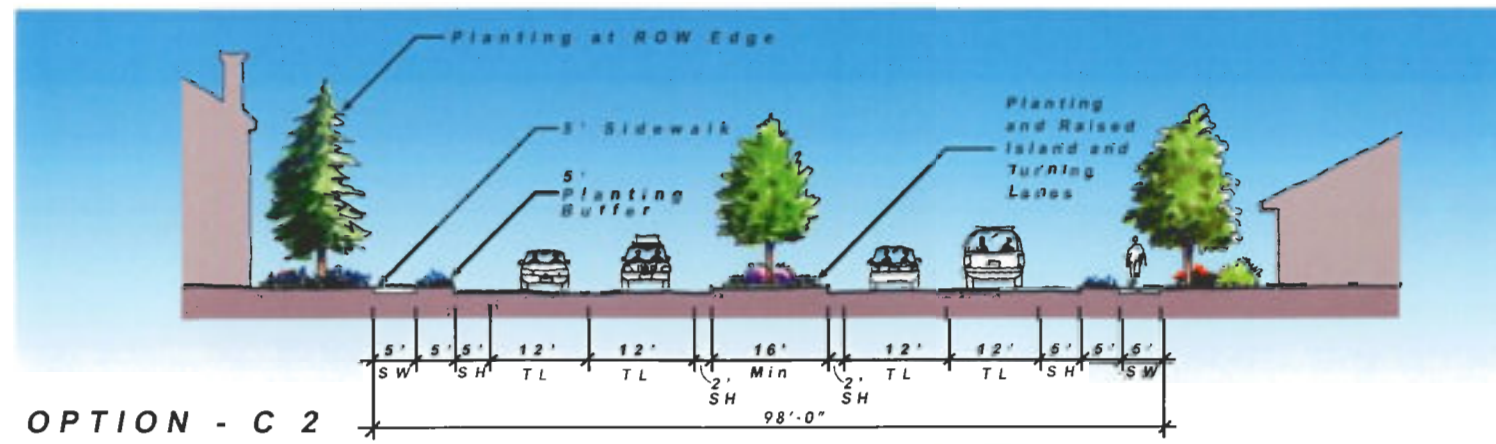 Planting at ROW Edge
5' Sidewalk
5'
Planting
Buffer
Planting
and Raised
Island and
Turning
Lanes
5' 5' 5' 12' 12' 16' 12' 12' 5' 5' 5'
SW SH TL TL Min TL TL SH SW
2' 2'
SH SH
98'-0"
OPTION - C 2